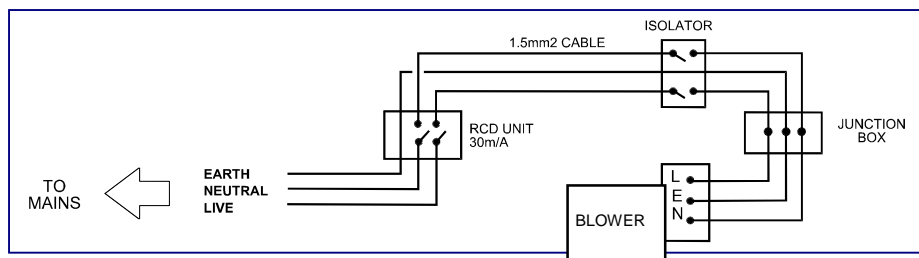 ISOLATOR
1.5mm2 CABLE
RCD UNIT
30m/A
JUNCTION
BOX
TO
MAINS
EARTH
NEUTRAL
LIVE
L
E
N
BLOWER